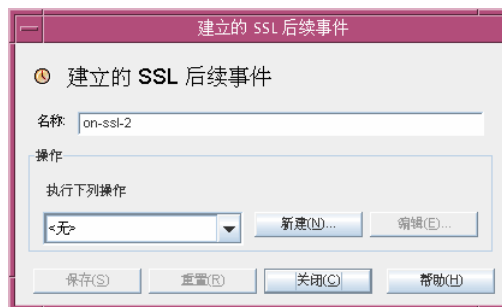 建立的 SSL 后续事件
建立的 SSL 后续事件
名称: on-ssl-2
操作
执行下列操作
<无> 新建(N)... 编辑(E)...
保存(S) 重置(R) 关闭(C) 帮助(H)